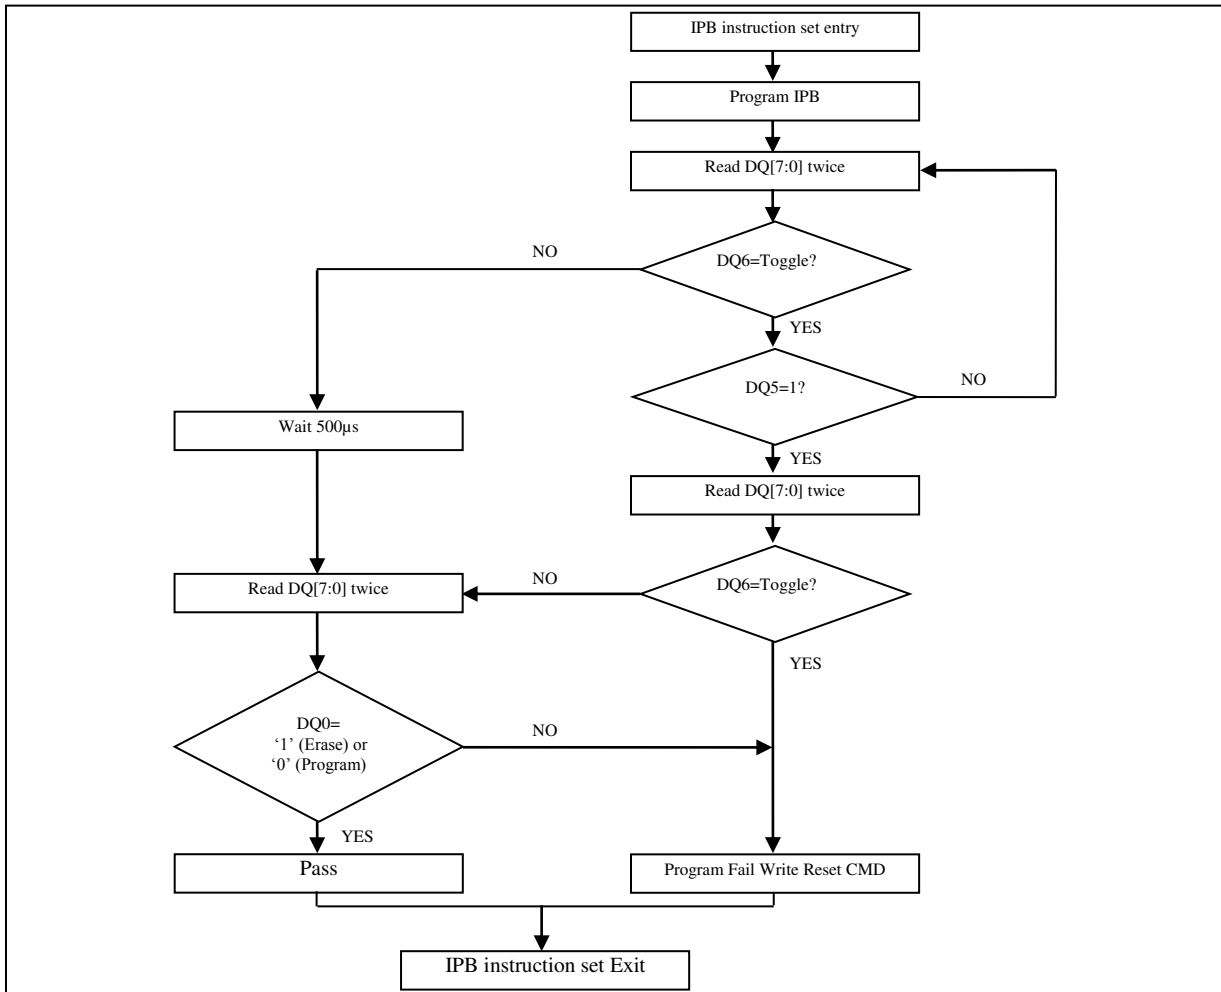 IPB instruction set entry
Program IPB
Read DQ[7:0] twice
NO
DQ6=Toggle?
YES
DQ5=1?
NO
Wait 500µs
YES
Read DQ[7:0] twice
Read DQ[7:0] twice
NO
DQ6=Toggle?
YES
DQ0=
‘1’ (Erase) or
‘0’ (Program)
NO
YES
Pass
Program Fail Write Reset CMD
IPB instruction set Exit